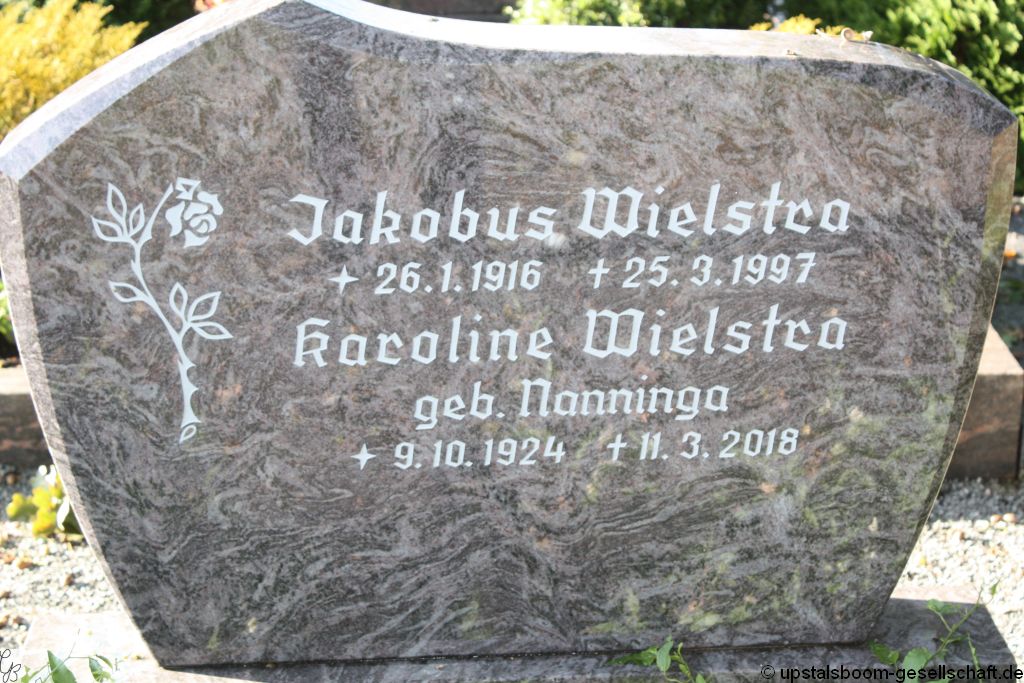 Jakobus Wielstra
✦ 26.1.1916 † 25.3.1997
Karoline Wielstra
geb. Nanninga
✦ 9.10.1924 † 11.3.2018
GB
© upstalsboom-gesellschaft.de